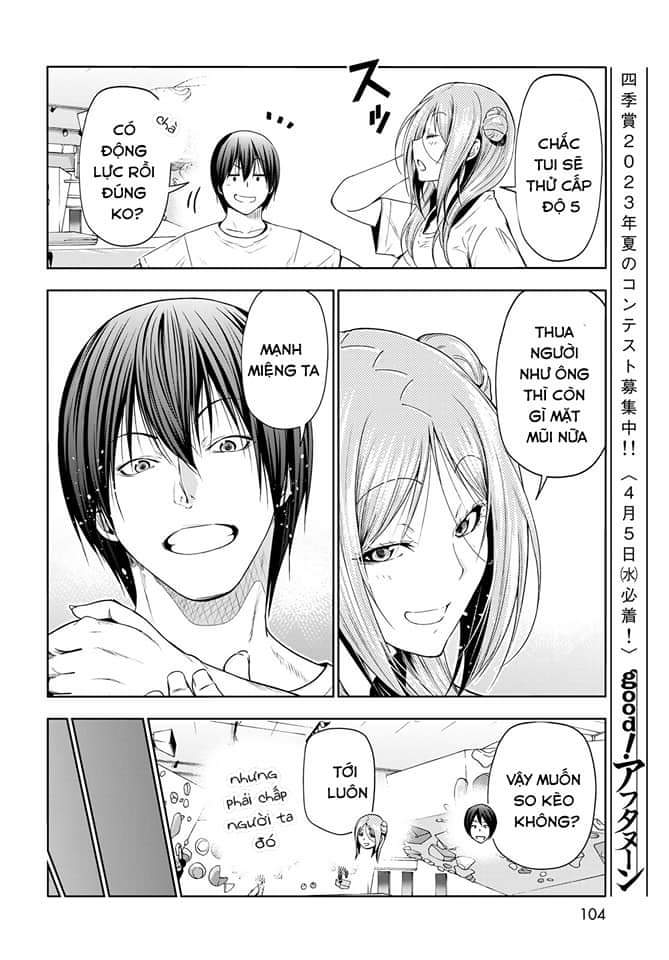 スッ
CHẮC
TUI SẼ
THỬ CẤP
ĐỘ 5
chà
CÓ
ĐỘNG
LỰC RỒI
ĐÚNG
KO?
THUA
NGƯỜI
NHƯ ÔNG
THÌ CÒN
GÌ MẶT
MŨI NỮA
MẠNH
MIỆNG TA
VẬY MUỐN
SO KÈO
KHÔNG?
TỚI
LUÔN
nhưng
phải chấp
người ta
đó
四季賞2023年夏のコンテスト募集中!!〈4月5日㈬必着!〉
good!アフタヌーン
104